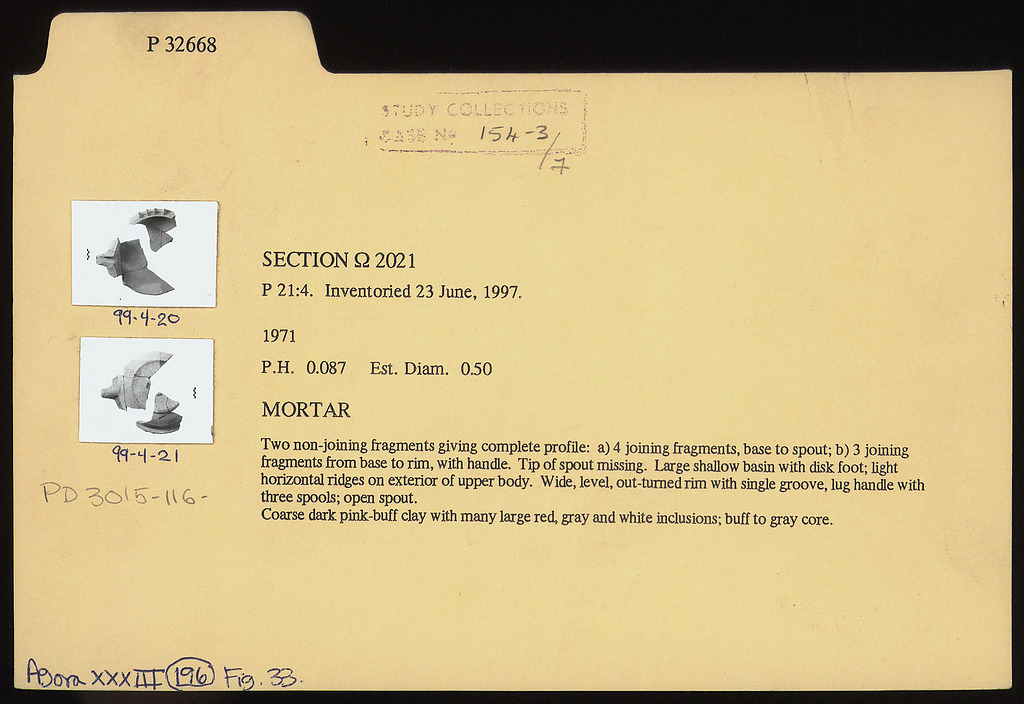 P 32668
STUDY COLLECTIONS
CASE No 154-3/7
SECTION Ω 2021
P 21:4. Inventoried 23 June, 1997.
99-4-20
1971
P.H. 0.087 Est. Diam. 0.50
MORTAR
Two non-joining fragments giving complete profile: a) 4 joining fragments, base to spout; b) 3 joining
fragments from base to rim, with handle. Tip of spout missing. Large shallow basin with disk foot; light
horizontal ridges on exterior of upper body. Wide, level, out-turned rim with single groove, lug handle with
three spools; open spout.
Coarse dark pink-buff clay with many large red, gray and white inclusions; buff to gray core.
99-4-21
PD 3015-116-
Agora XXXIII 196 Fig. 33.